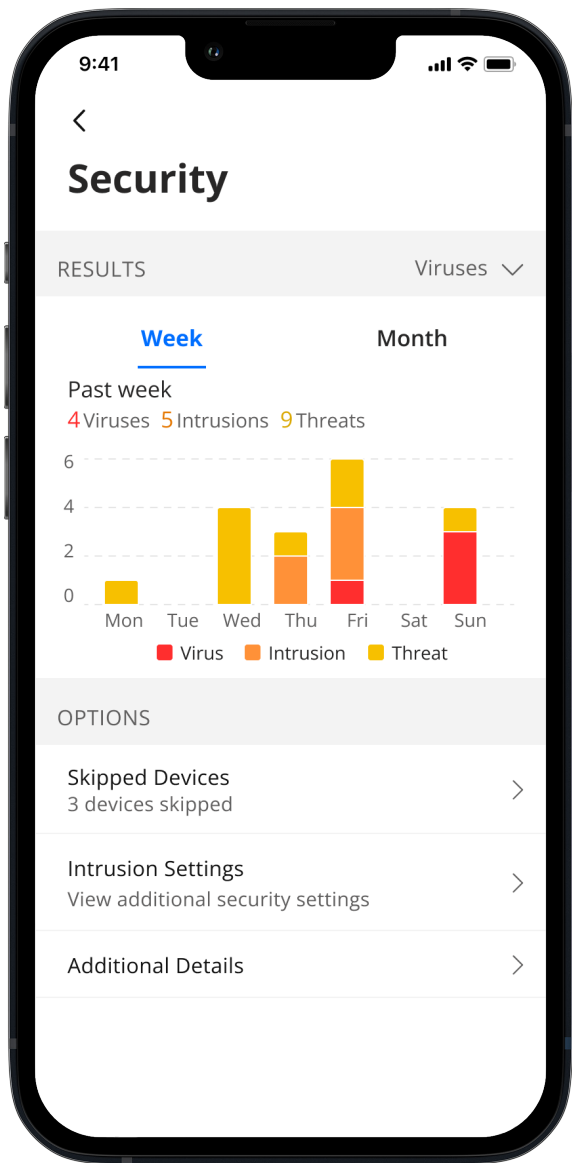 9:41
Security
RESULTS Viruses
Week Month
Past week
4 Viruses 5 Intrusions 9 Threats
6
4
2
0
Mon Tue Wed Thu Fri Sat Sun
Virus Intrusion Threat
OPTIONS
Skipped Devices
3 devices skipped
Intrusion Settings
View additional security settings
Additional Details